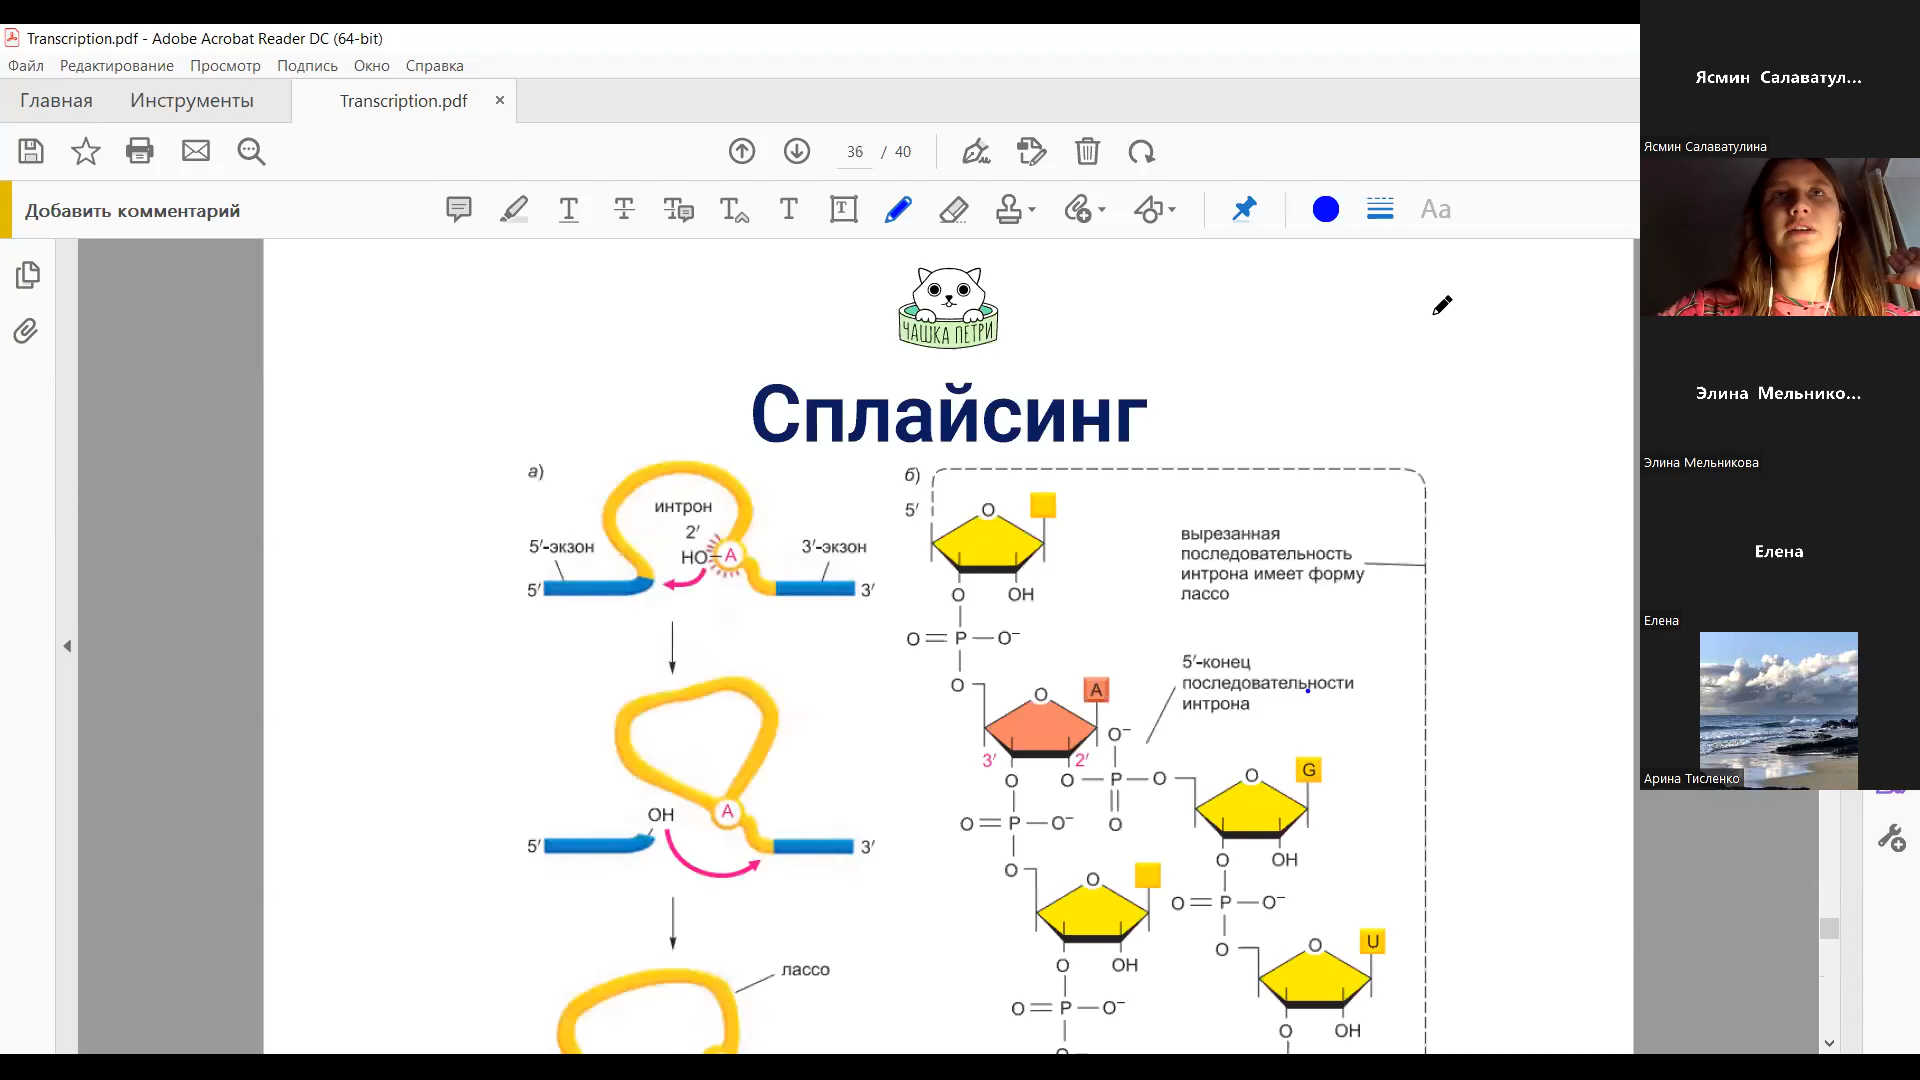 Transcription.pdf - Adobe Acrobat Reader DC (64-bit)
Файл Редактирование Просмотр Подпись Окно Справка
Главная Инструменты Transcription.pdf ×
36 / 40
Добавить комментарий
Aa
ЧАШКА ПЕТРИ
Сплайсинг
а)
интрон
2′
5′-экзон
HO–A
3′-экзон
5′ 3′
OH
A
5′ 3′
лассо
б)
5′
O
O OH
O=P–O⁻
O
вырезанная
последовательность
интрона имеет форму
лассо
5′-конец
последовательности
интрона
O A
3′ 2′
O⁻
O O–P–O
O
O=P–O⁻
O
O G
O OH
O=P–O⁻
O
O
O OH
O=P–O⁻
O
O U
O OH
Ясмин Салаватул...
Ясмин Салаватулина
Элина Мельнико...
Элина Мельникова
Елена
Елена
Арина Тисленко